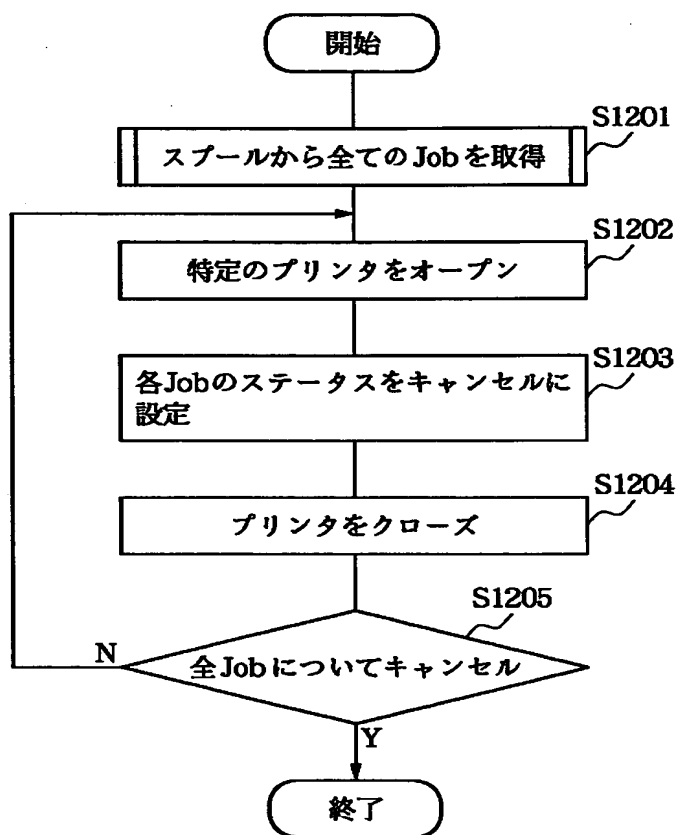 開始
S1201
スプールから全てのJobを取得
S1202
特定のプリンタをオープン
S1203
各Jobのステータスをキャンセルに
設定
S1204
プリンタをクローズ
S1205
N
全Jobについてキャンセル
Y
終了